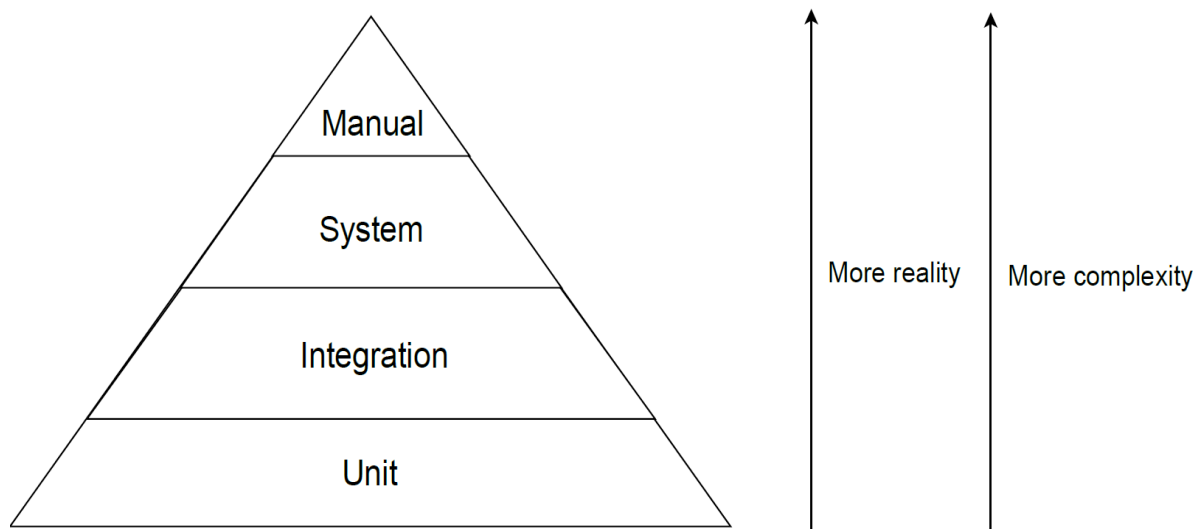 Manual
System
More reality
More complexity
Integration
Unit